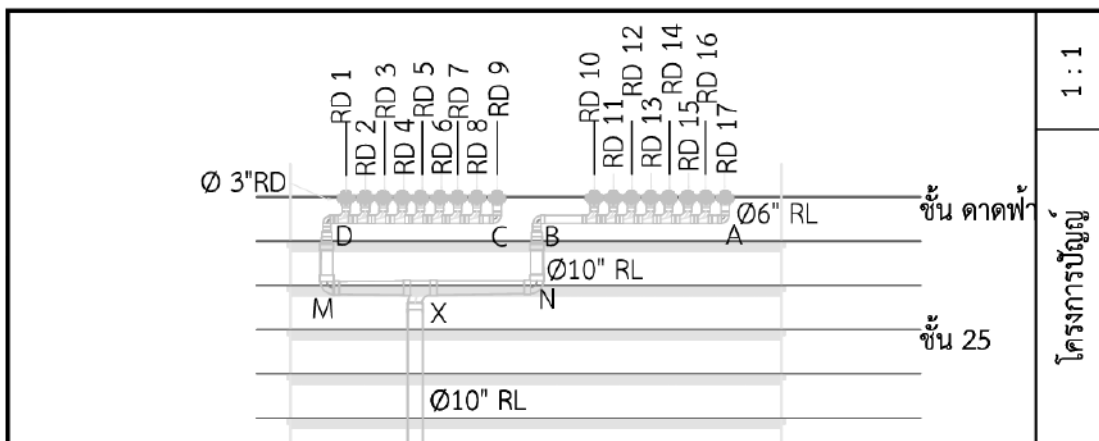 RD 1
RD 2
RD 3
RD 4
RD 5
RD 6
RD 7
RD 8
RD 9
RD 10
RD 11
RD 12
RD 13
RD 14
RD 15
RD 16
RD 17
Ø 3"RD
Ø6" RL
ชั้น ดาดฟ้า
D
C
B
A
Ø10" RL
M
X
N
ชั้น 25
Ø10" RL
1 : 1
โครงการปัญญ์